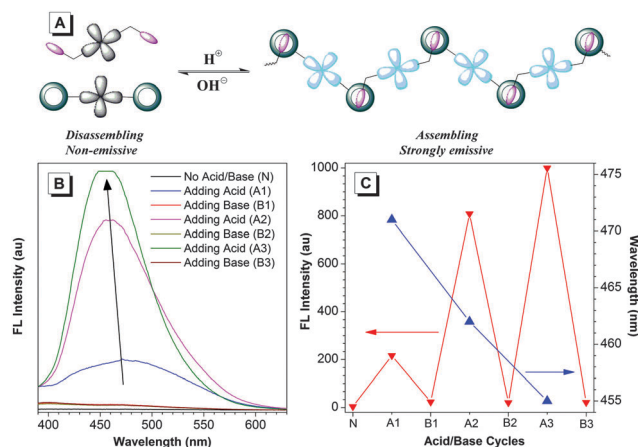 A
H⊕
OH⊖
Disassembling
Non-emissive
Assembling
Strongly emissive
B
No Acid/Base (N)
Adding Acid (A1)
Adding Base (B1)
Adding Acid (A2)
Adding Base (B2)
Adding Acid (A3)
Adding Base (B3)
FL Intensity (au)
400 450 500 550 600
Wavelength (nm)
C
1000
800
600
400
200
0
FL Intensity (au)
475
470
465
460
455
Wavelength (nm)
N A1 B1 A2 B2 A3 B3
Acid/Base Cycles